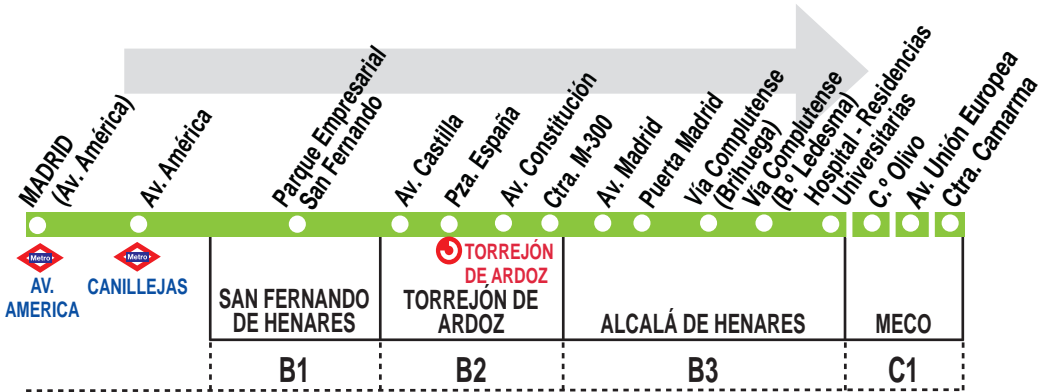 MADRID
(Av. América)
Av. América
Parque Empresarial
San Fernando
Av. Castilla
Pza. España
Av. Constitución
Ctra. M-300
Av. Madrid
Puerta Madrid
Vía Complutense
(Brihuega)
Vía Complutense
(B.º Ledesma)
Hospital - Residencias
Universitarias
C.º Olivo
Av. Unión Europea
Ctra. Camarma
Metro
AV.
AMERICA
Metro
CANILLEJAS
TORREJÓN
DE ARDOZ
SAN FERNANDO
DE HENARES
TORREJÓN DE
ARDOZ
ALCALÁ DE HENARES
MECO
B1
B2
B3
C1